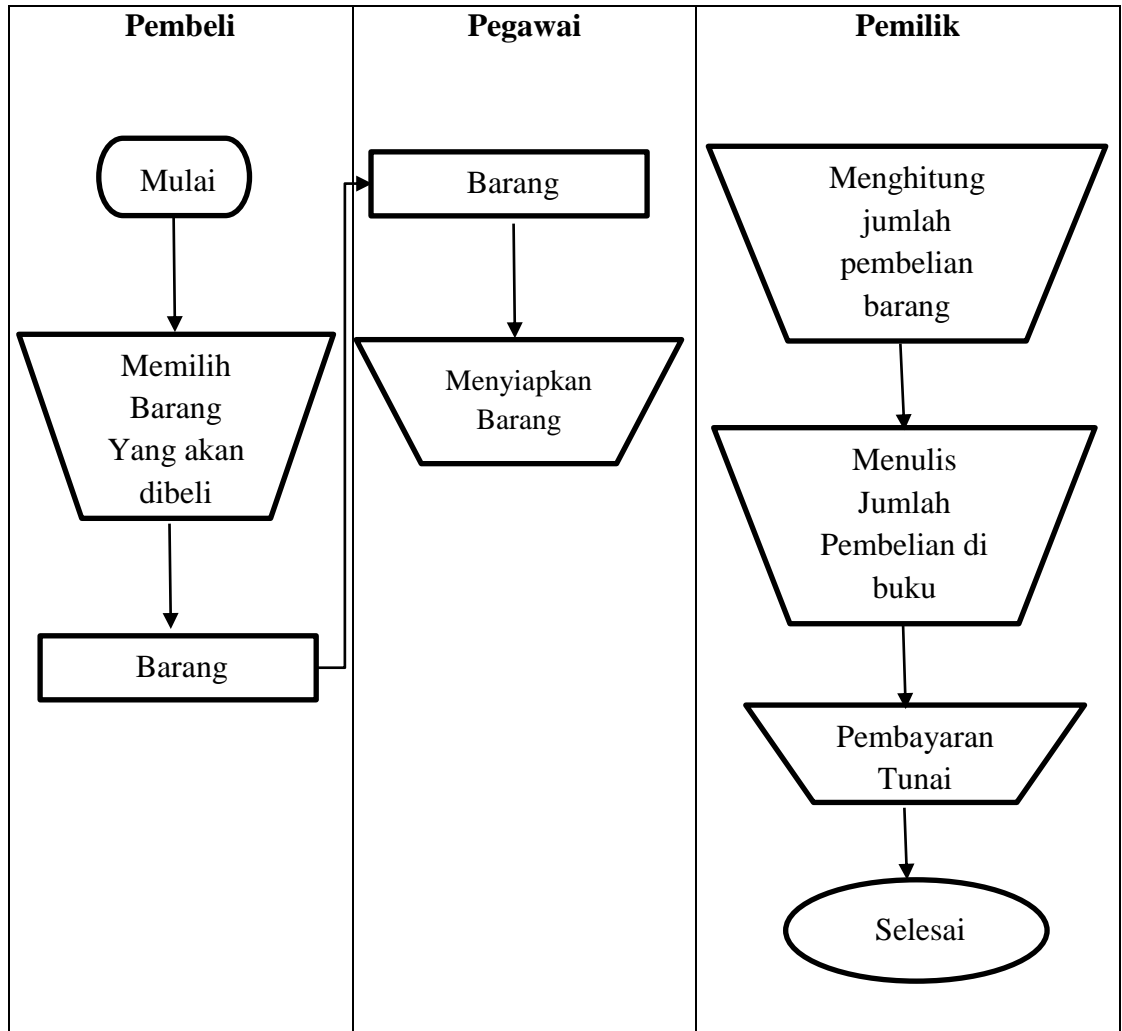 Pembeli
Pegawai
Pemilik
Mulai
Memilih
Barang
Yang akan
dibeli
Barang
Barang
Menyiapkan
Barang
Menghitung
jumlah
pembelian
barang
Menulis
Jumlah
Pembelian di
buku
Pembayaran
Tunai
Selesai